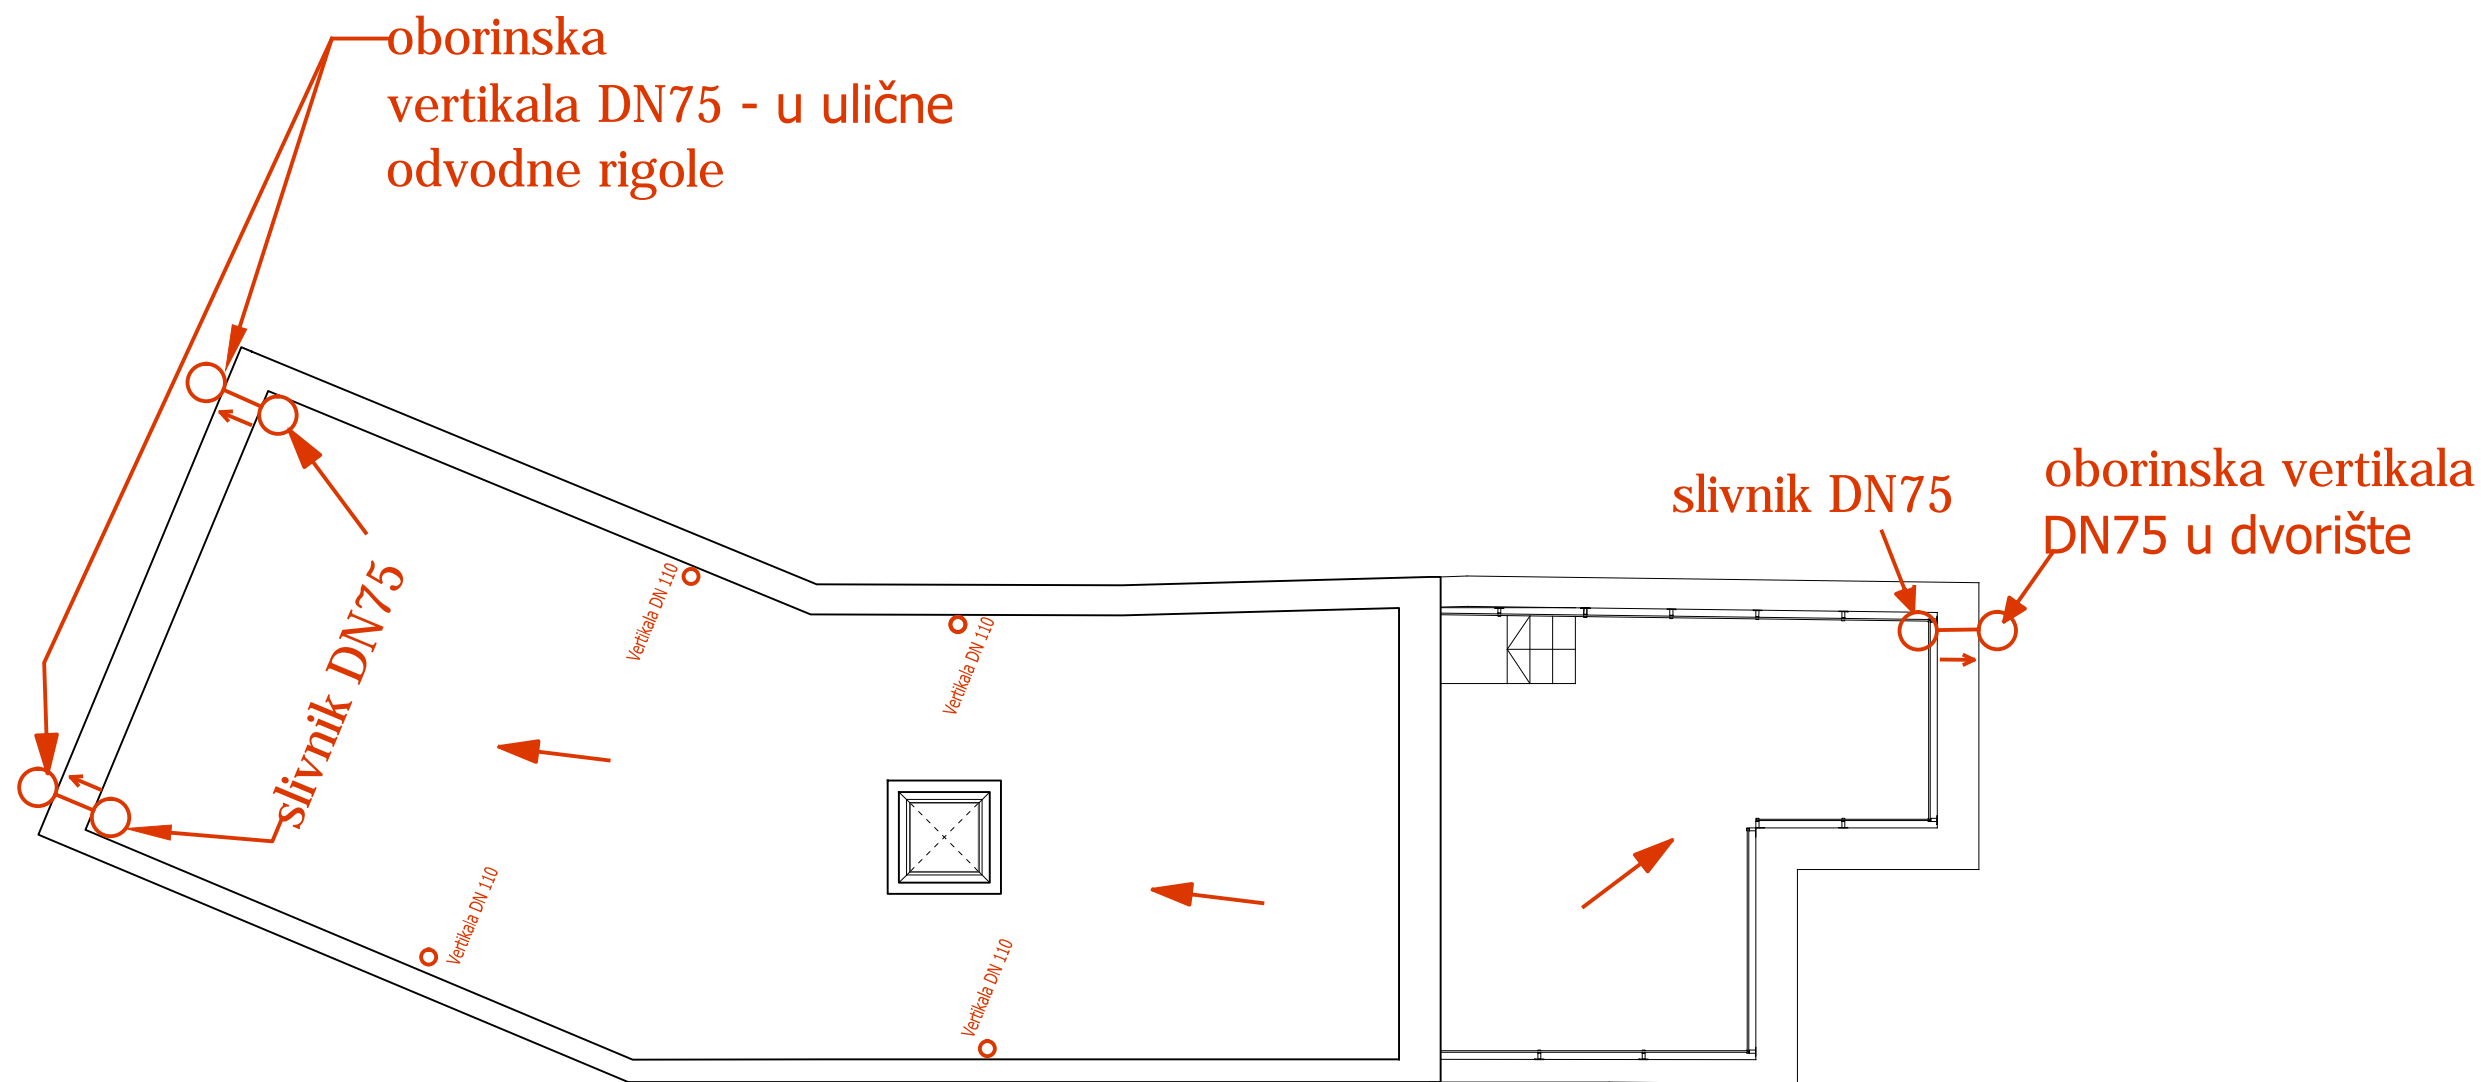 oborinska
vertikala DN75 - u ulične
odvodne rigole
oborinska vertikala
DN75 u dvorište
slivnik DN75
slivnik DN75
Vertikala DN 110
Vertikala DN 110
Vertikala DN 110
Vertikala DN 110